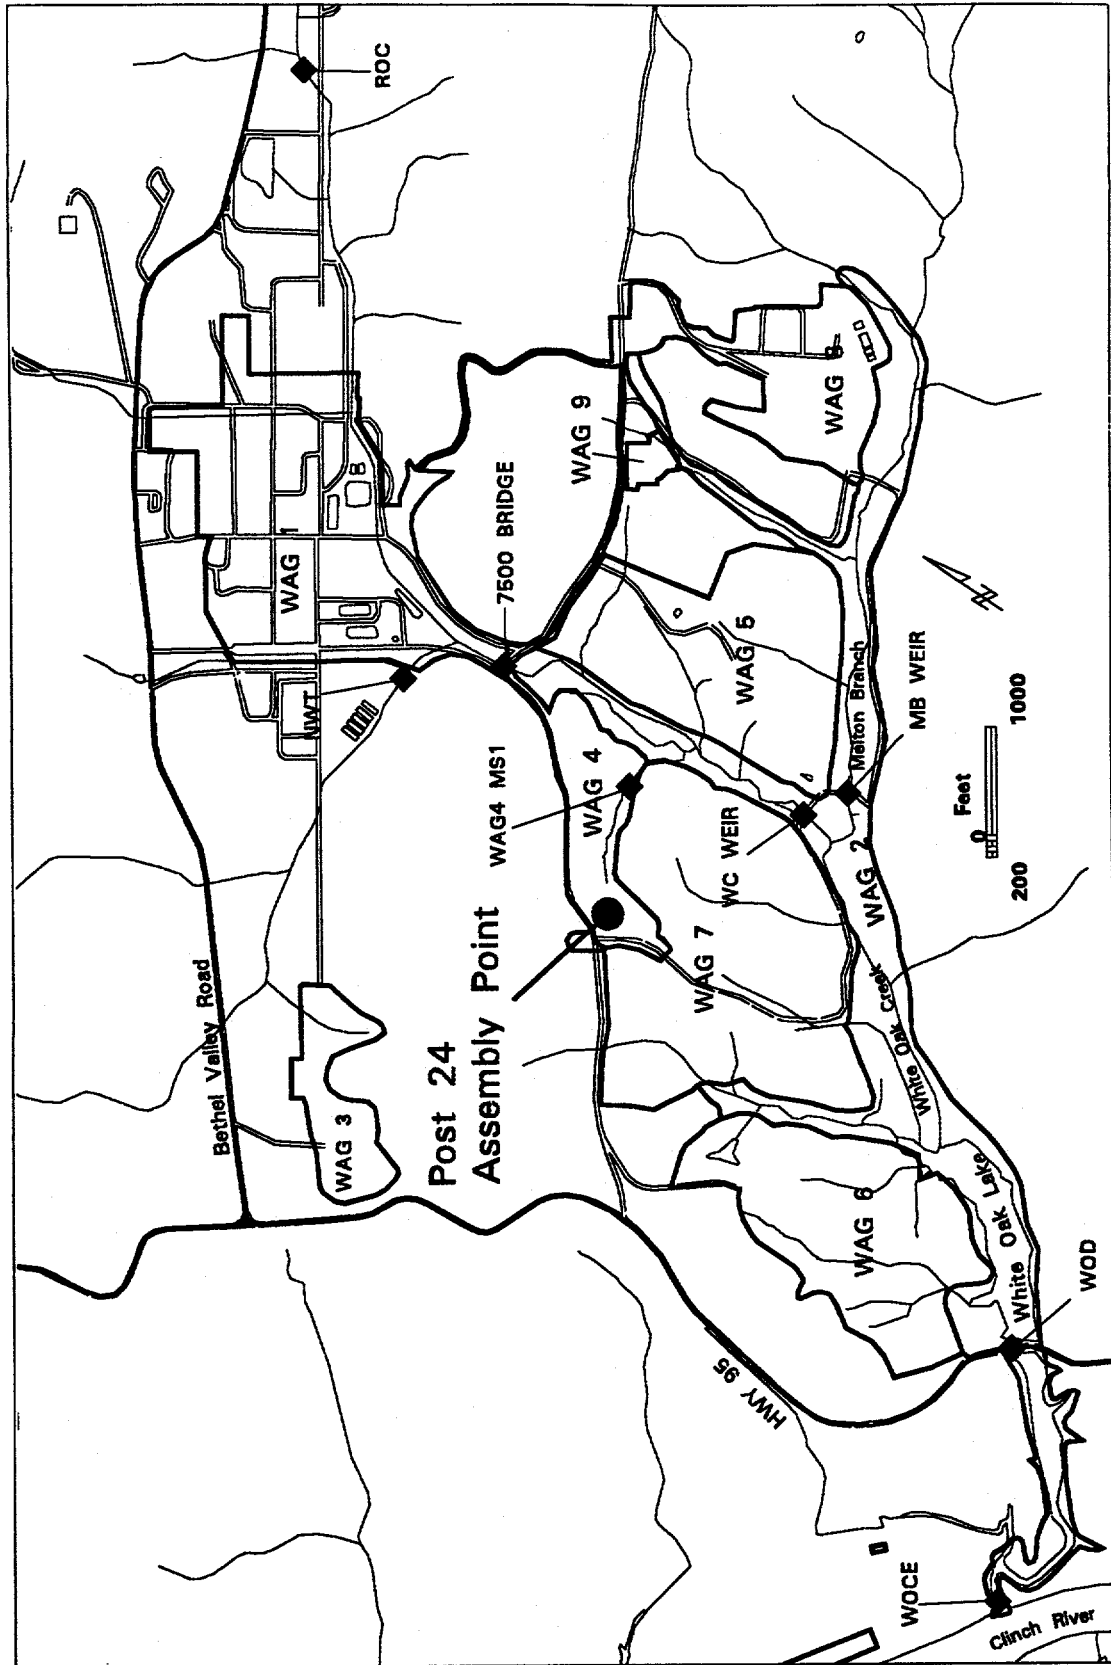 ROC
WAG 1
NWT
7500 BRIDGE
WAG 9
WAG 8
WAG 5
WAG4 MS1
WAG 4
WC WEIR
Melton Branch
MB WEIR
WAG 2
Feet
200
0
1000
Bethel Valley Road
WAG 3
Post 24
Assembly Point
WAG 7
White Oak Creek
WAG 6
White Oak Lake
WOD
HWY 95
WOCE
Clinch River